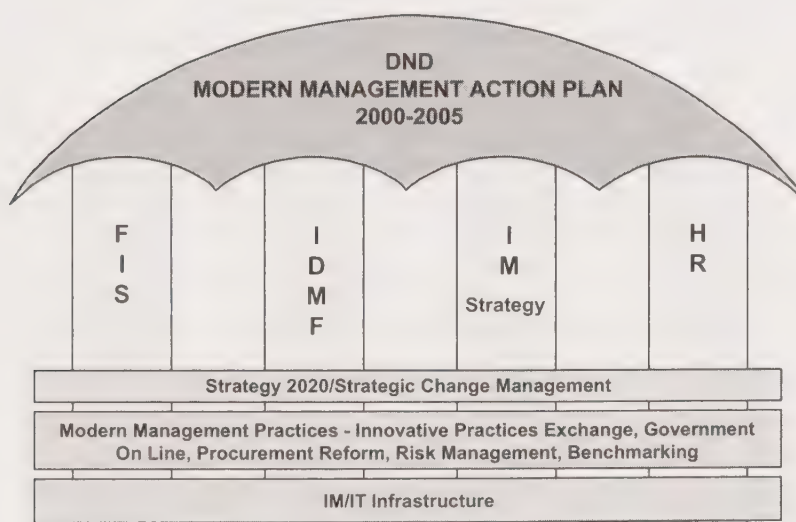 DND
MODERN MANAGEMENT ACTION PLAN
2000-2005
F
I
S
I
D
M
F
I
M
Strategy
H
R
Strategy 2020/Strategic Change Management
Modern Management Practices - Innovative Practices Exchange, Government
On Line, Procurement Reform, Risk Management, Benchmarking
IM/IT Infrastructure